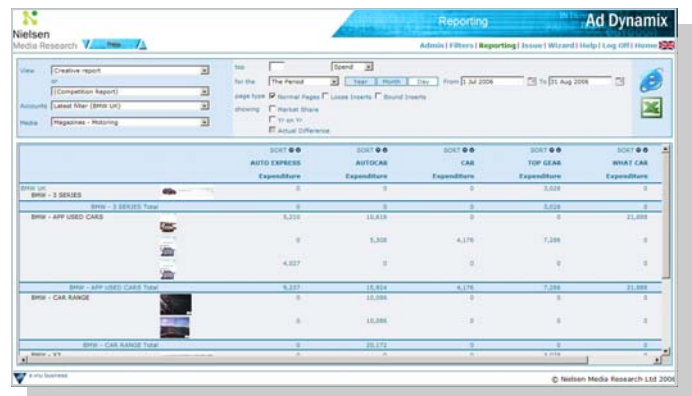 Nielsen
Media Research Press
Reporting
Ad Dynamix
Admin | Filters | Reporting | Issue | Wizard | Help | Log Off | Home
View Creative report
or
(Competition Report)
Accounts Latest filter (BMW UK)
Media Magazines - Motoring
top Spend
for the The Period Year Month Day From 1 Jul 2006 To 31 Aug 2006
page type Normal Pages Loose Inserts Bound Inserts
showing Market Share
Yr on Yr
Actual Difference
SORT SORT SORT SORT SORT
AUTO EXPRESS AUTOCAR CAR TOP GEAR WHAT CAR
Expenditure Expenditure Expenditure Expenditure Expenditure
BMW UK
BMW - 3 SERIES 0 0 0 3,028 0
BMW - 3 SERIES Total 0 0 0 3,028 0
BMW - APP USED CARS 5,210 10,616 0 0 21,888
0 5,308 4,176 7,286 0
4,027 0 0 0 0
BMW - APP USED CARS Total 9,237 15,924 4,176 7,286 21,888
BMW - CAR RANGE 0 10,086 0 0 0
0 10,086 0 0 0
BMW - CAR RANGE Total 0 20,172 0 0 0
a vnu business
© Nielsen Media Research Ltd 2006